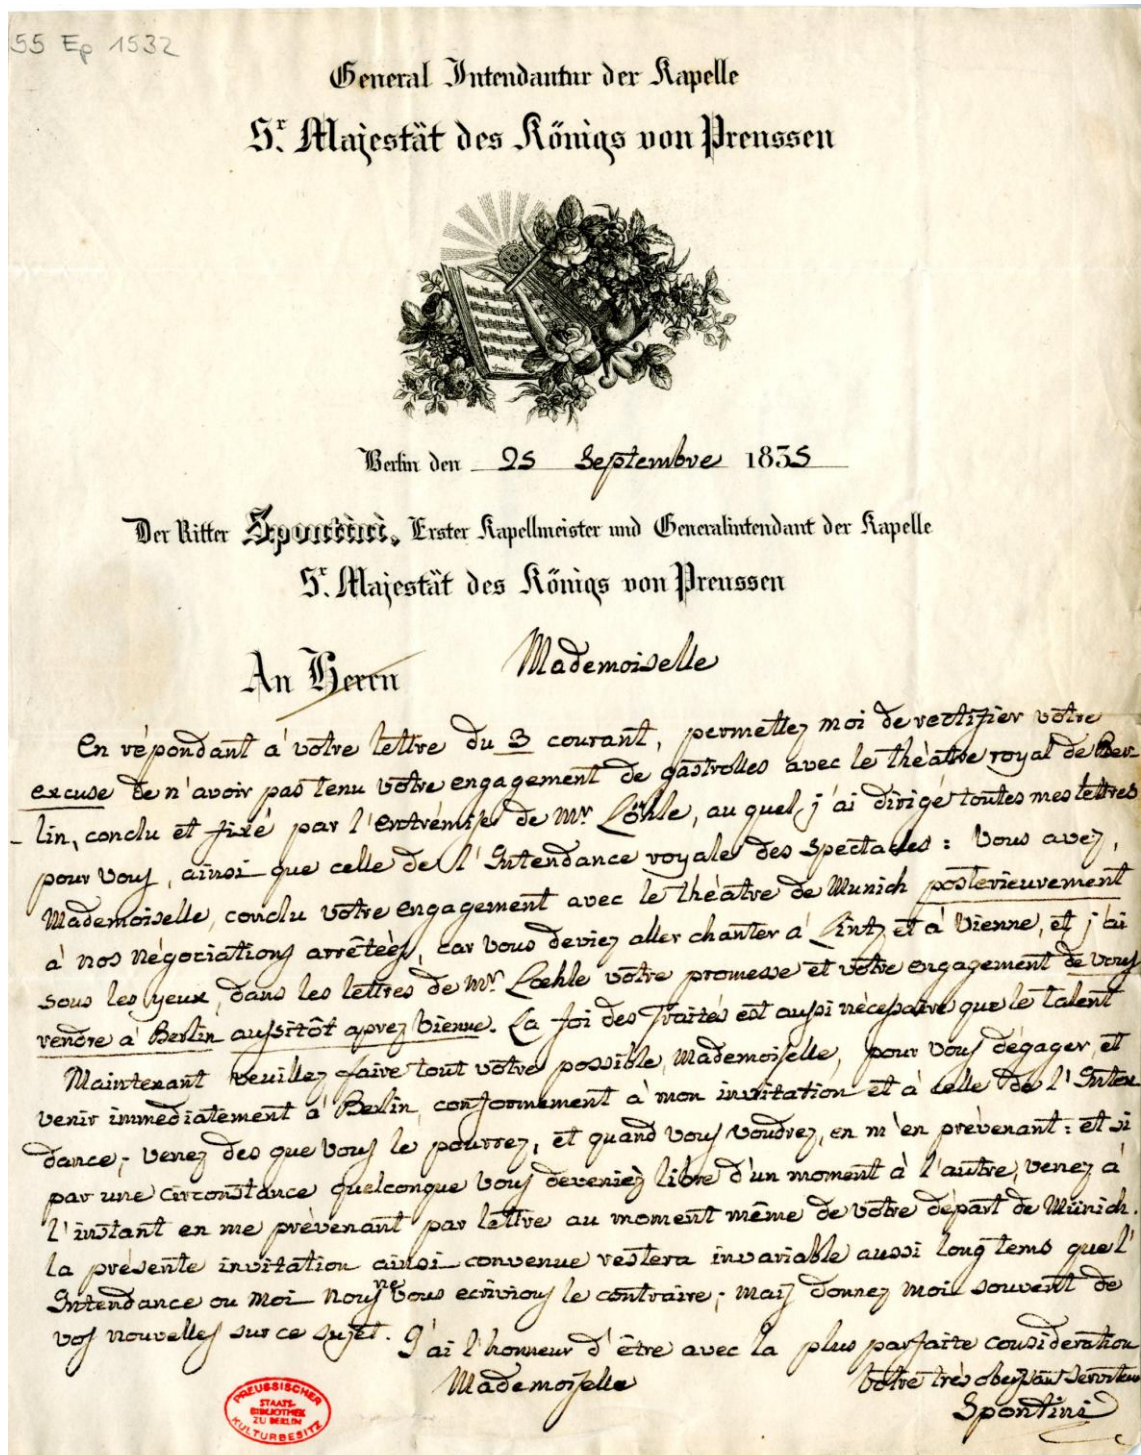 55 Ep 1532
General Intendantur der Kapelle
Sr. Majestät des Königs von Preussen
Berlin den 25 Septembre 1835
Der Ritter Spontini, Erster Kapellmeister und Generalintendant der Kapelle
Sr. Majestät des Königs von Preussen
An Herrn Mademoiselle
En répondant à votre lettre du 3 courant, permettez moi de rectifier votre
excuse de n'avoir pas tenu votre engagement de gastrolles avec le théâtre royal de Ber-
- lin, conclu et fixé par l'entrémise de Mr Löhle, au quel j'ai dirigé toutes mes lettres
pour vous, ainsi que celle de l'Intendance royale des Spectacles : Vous avez,
Mademoiselle, conclu votre engagement avec le théâtre de Munich posterieurement
à nos négociations arrêtées, car vous deviez aller chanter à Lintz et à Vienne, et j'ai
sous les yeux, dans les lettres de Mr Loehle votre promesse et votre engagement de vous
rendre à Berlin aussitôt aprez Vienne. La foi des Traités est aussi nécessaire que le talent
Maintenant veuillez faire tout votre possible, Mademoiselle, pour vous dégager, et
venir immédiatement à Berlin, conformement à mon invitation et à celle de l'Inten
dance; venez des que vous le pourrez, et quand vous voudrez, en m'en prévenant : et si
par une circonstance quelconque vous deveniez libre d'un moment à l'autre, venez à
l'instant en me prévenant par lettre au moment même de votre départ de Münich.
la présente invitation ainsi convenue restera invariable aussi long tems que l'
Intendance ou moi nous ne vous ecrivions le contraire; mais donnez moi souvent de
vos nouvelles sur ce sujet. J'ai l'honneur d'être avec la plus parfaite consideration
Mademoiselle votre très obeissant serviteur
Spontini
PREUSSISCHER
STAATS-
BIBLIOTHEK
ZU BERLIN
KULTURBESITZ